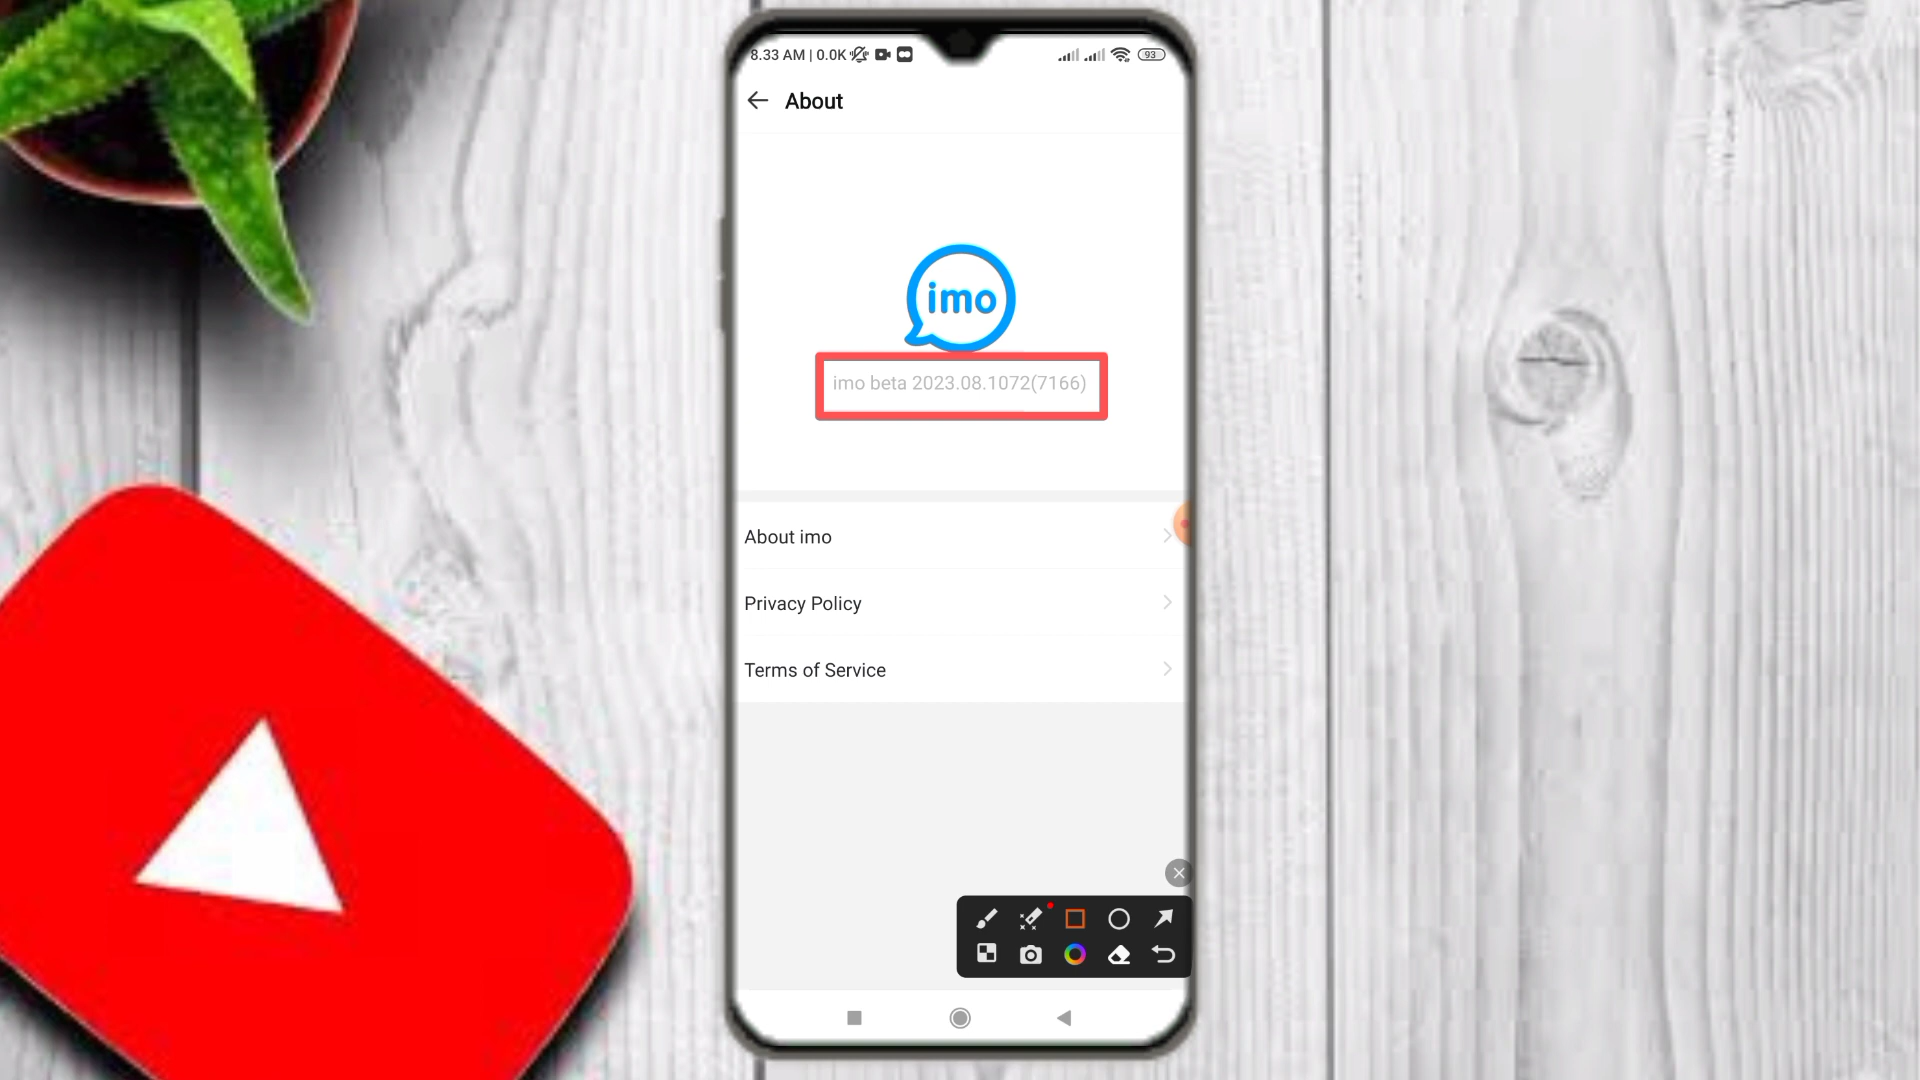 8.33 AM | 0.0K
93
About
imo
imo beta 2023.08.1072(7166)
About imo
Privacy Policy
Terms of Service